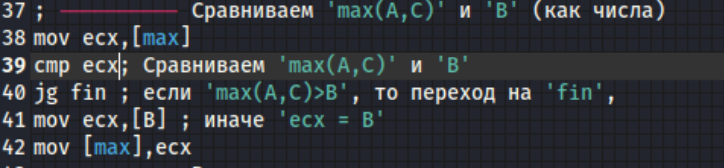 37 ; ————————— Сравниваем 'max(A,C)' и 'B' (как числа)
38 mov ecx,[max]
39 cmp ecx; Сравниваем 'max(A,C)' и 'B'
40 jg fin ; если 'max(A,C)>B', то переход на 'fin',
41 mov ecx,[B] ; иначе 'ecx = B'
42 mov [max],ecx